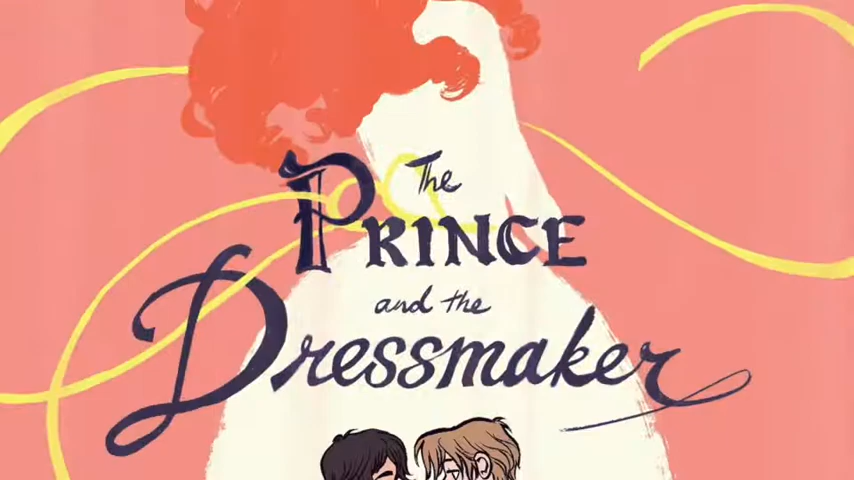 The
PRINCE
and the
Dressmaker